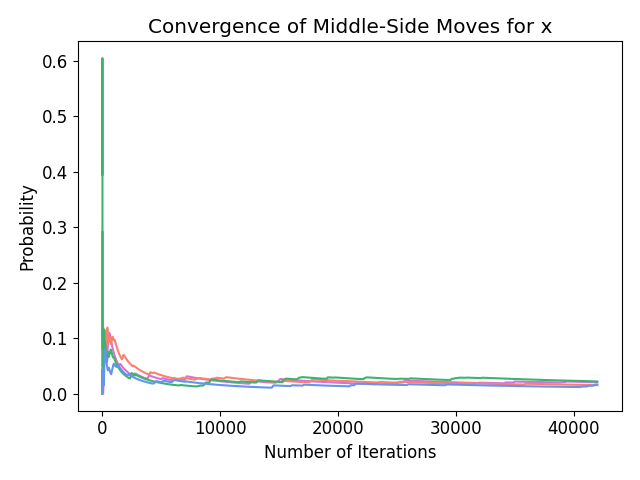 Convergence of Middle-Side Moves for x
0.6
0.5
0.4
0.3
0.2
0.1
0.0
Probability
0 10000 20000 30000 40000
Number of Iterations